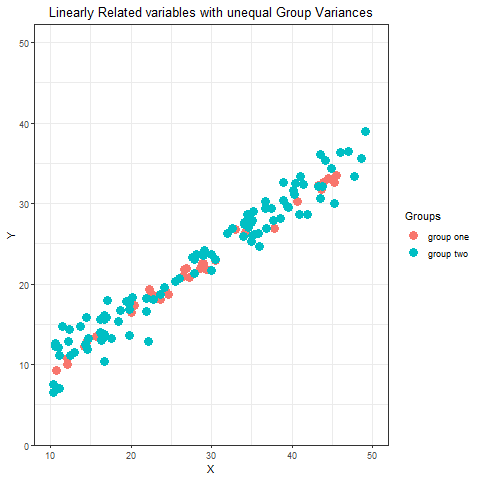 Linearly Related variables with unequal Group Variances
50
40
30
20
10
0
Y
10 20 30 40 50
X
Groups
group one
group two